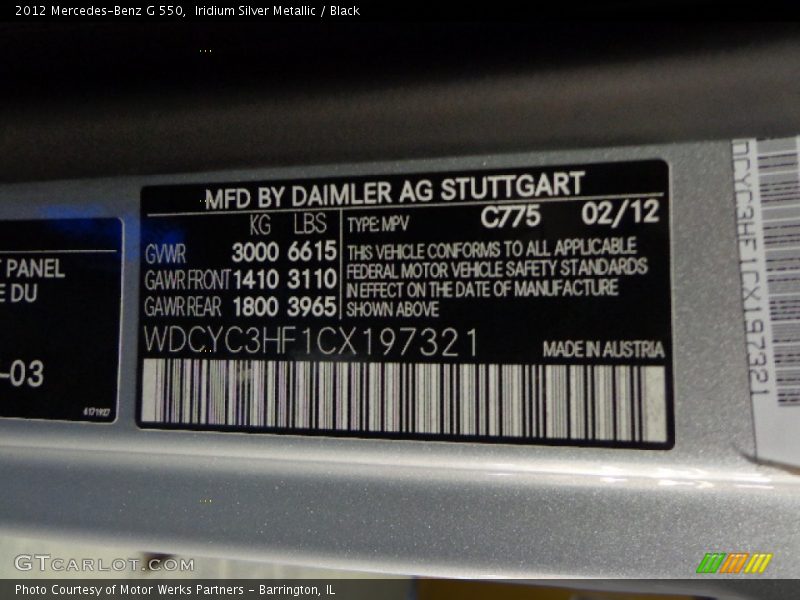 2012 Mercedes-Benz G 550,  Iridium Silver Metallic / Black
MFD BY DAIMLER AG STUTTGART
KG LBS
GVWR 3000 6615
GAWR FRONT 1410 3110
GAWR REAR 1800 3965
TYPE: MPV C775 02/12
THIS VEHICLE CONFORMS TO ALL APPLICABLE
FEDERAL MOTOR VEHICLE SAFETY STANDARDS
IN EFFECT ON THE DATE OF MANUFACTURE
SHOWN ABOVE
WDCYC3HF1CX197321
MADE IN AUSTRIA
T PANEL
E DU
-03
6171927
DCYC3HF1CX197321
GTCARLOT.COM
Photo Courtesy of Motor Werks Partners - Barrington, IL